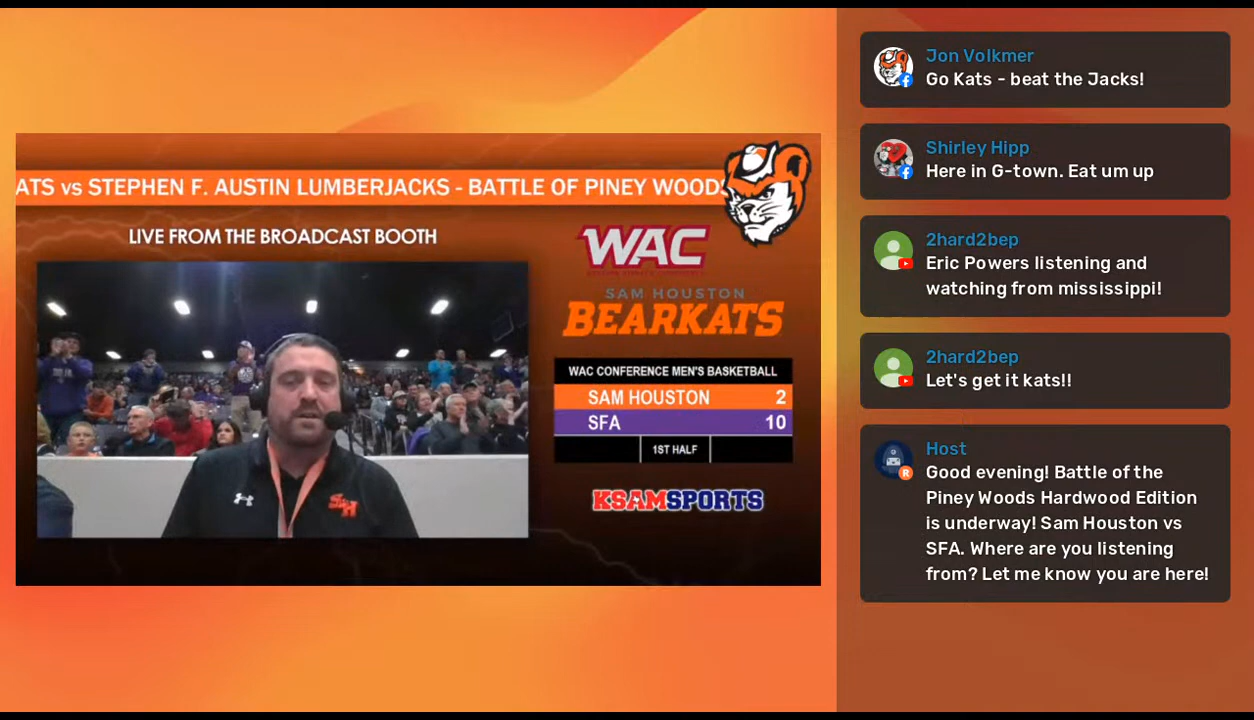 ATS vs STEPHEN F. AUSTIN LUMBERJACKS - BATTLE OF PINEY WOODS
LIVE FROM THE BROADCAST BOOTH
WAC
SAM HOUSTON
BEARKATS
WAC CONFERENCE MEN'S BASKETBALL
SAM HOUSTON 2
SFA 10
1ST HALF
KSAMSPORTS
SH
Jon Volkmer
Go Kats - beat the Jacks!
Shirley Hipp
Here in G-town. Eat um up
2hard2bep
Eric Powers listening and
watching from mississippi!
2hard2bep
Let's get it kats!!
Host
Good evening! Battle of the
Piney Woods Hardwood Edition
is underway! Sam Houston vs
SFA. Where are you listening
from? Let me know you are here!